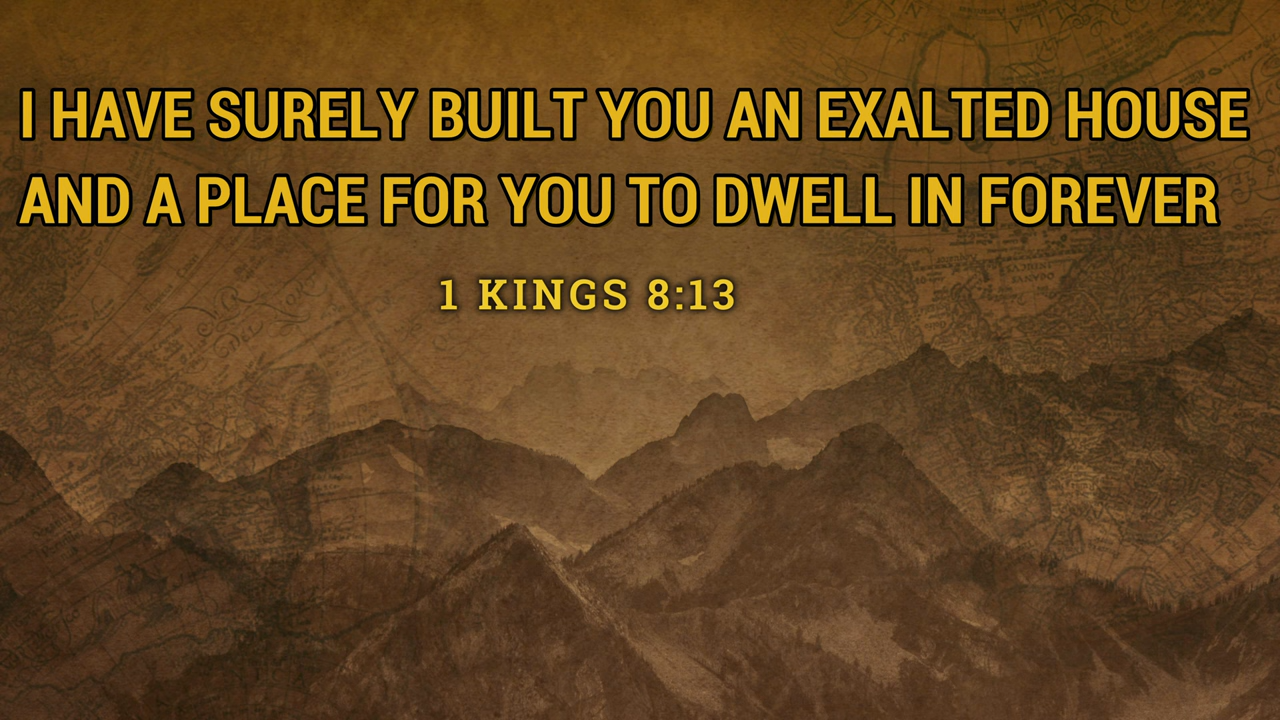 I HAVE SURELY BUILT YOU AN EXALTED HOUSE
AND A PLACE FOR YOU TO DWELL IN FOREVER
1 KINGS 8:13